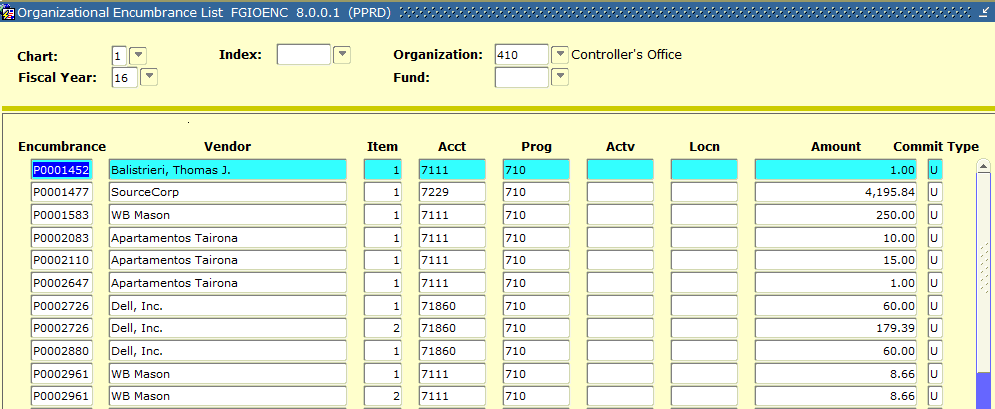 Organizational Encumbrance List FGIOENC 8.0.0.1 (PPRD)
Chart: 1 Index: Organization: 410 Controller's Office
Fiscal Year: 16 Fund:
Encumbrance Vendor Item Acct Prog Actv Locn Amount Commit Type
P0001452 Balistrieri, Thomas J. 1 7111 710 1.00 U
P0001477 SourceCorp 1 7229 710 4,195.84 U
P0001583 WB Mason 1 7111 710 250.00 U
P0002083 Apartamentos Tairona 1 7111 710 10.00 U
P0002110 Apartamentos Tairona 1 7111 710 15.00 U
P0002647 Apartamentos Tairona 1 7111 710 1.00 U
P0002726 Dell, Inc. 1 71860 710 60.00 U
P0002726 Dell, Inc. 2 71860 710 179.39 U
P0002880 Dell, Inc. 1 71860 710 60.00 U
P0002961 WB Mason 1 7111 710 8.66 U
P0002961 WB Mason 2 7111 710 8.66 U